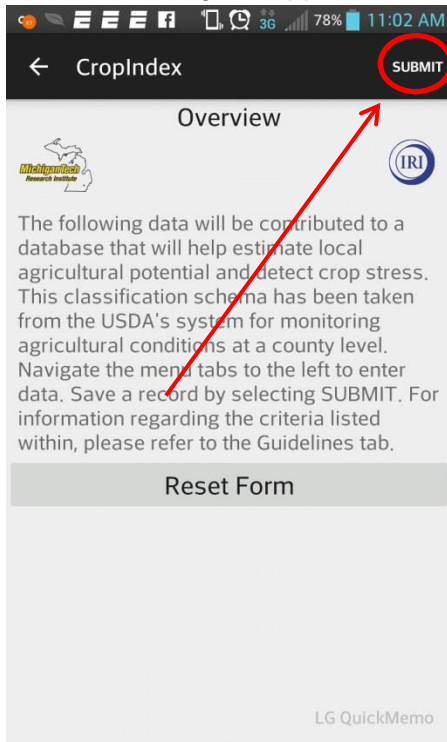 3G 78% 11:02 AM
CropIndex SUBMIT
Overview
MichiganTech
Research Institute
IRI
The following data will be contributed to a
database that will help estimate local
agricultural potential and detect crop stress.
This classification schema has been taken
from the USDA's system for monitoring
agricultural conditions at a county level.
Navigate the menu tabs to the left to enter
data. Save a record by selecting SUBMIT. For
information regarding the criteria listed
within, please refer to the Guidelines tab.
Reset Form
LG QuickMemo